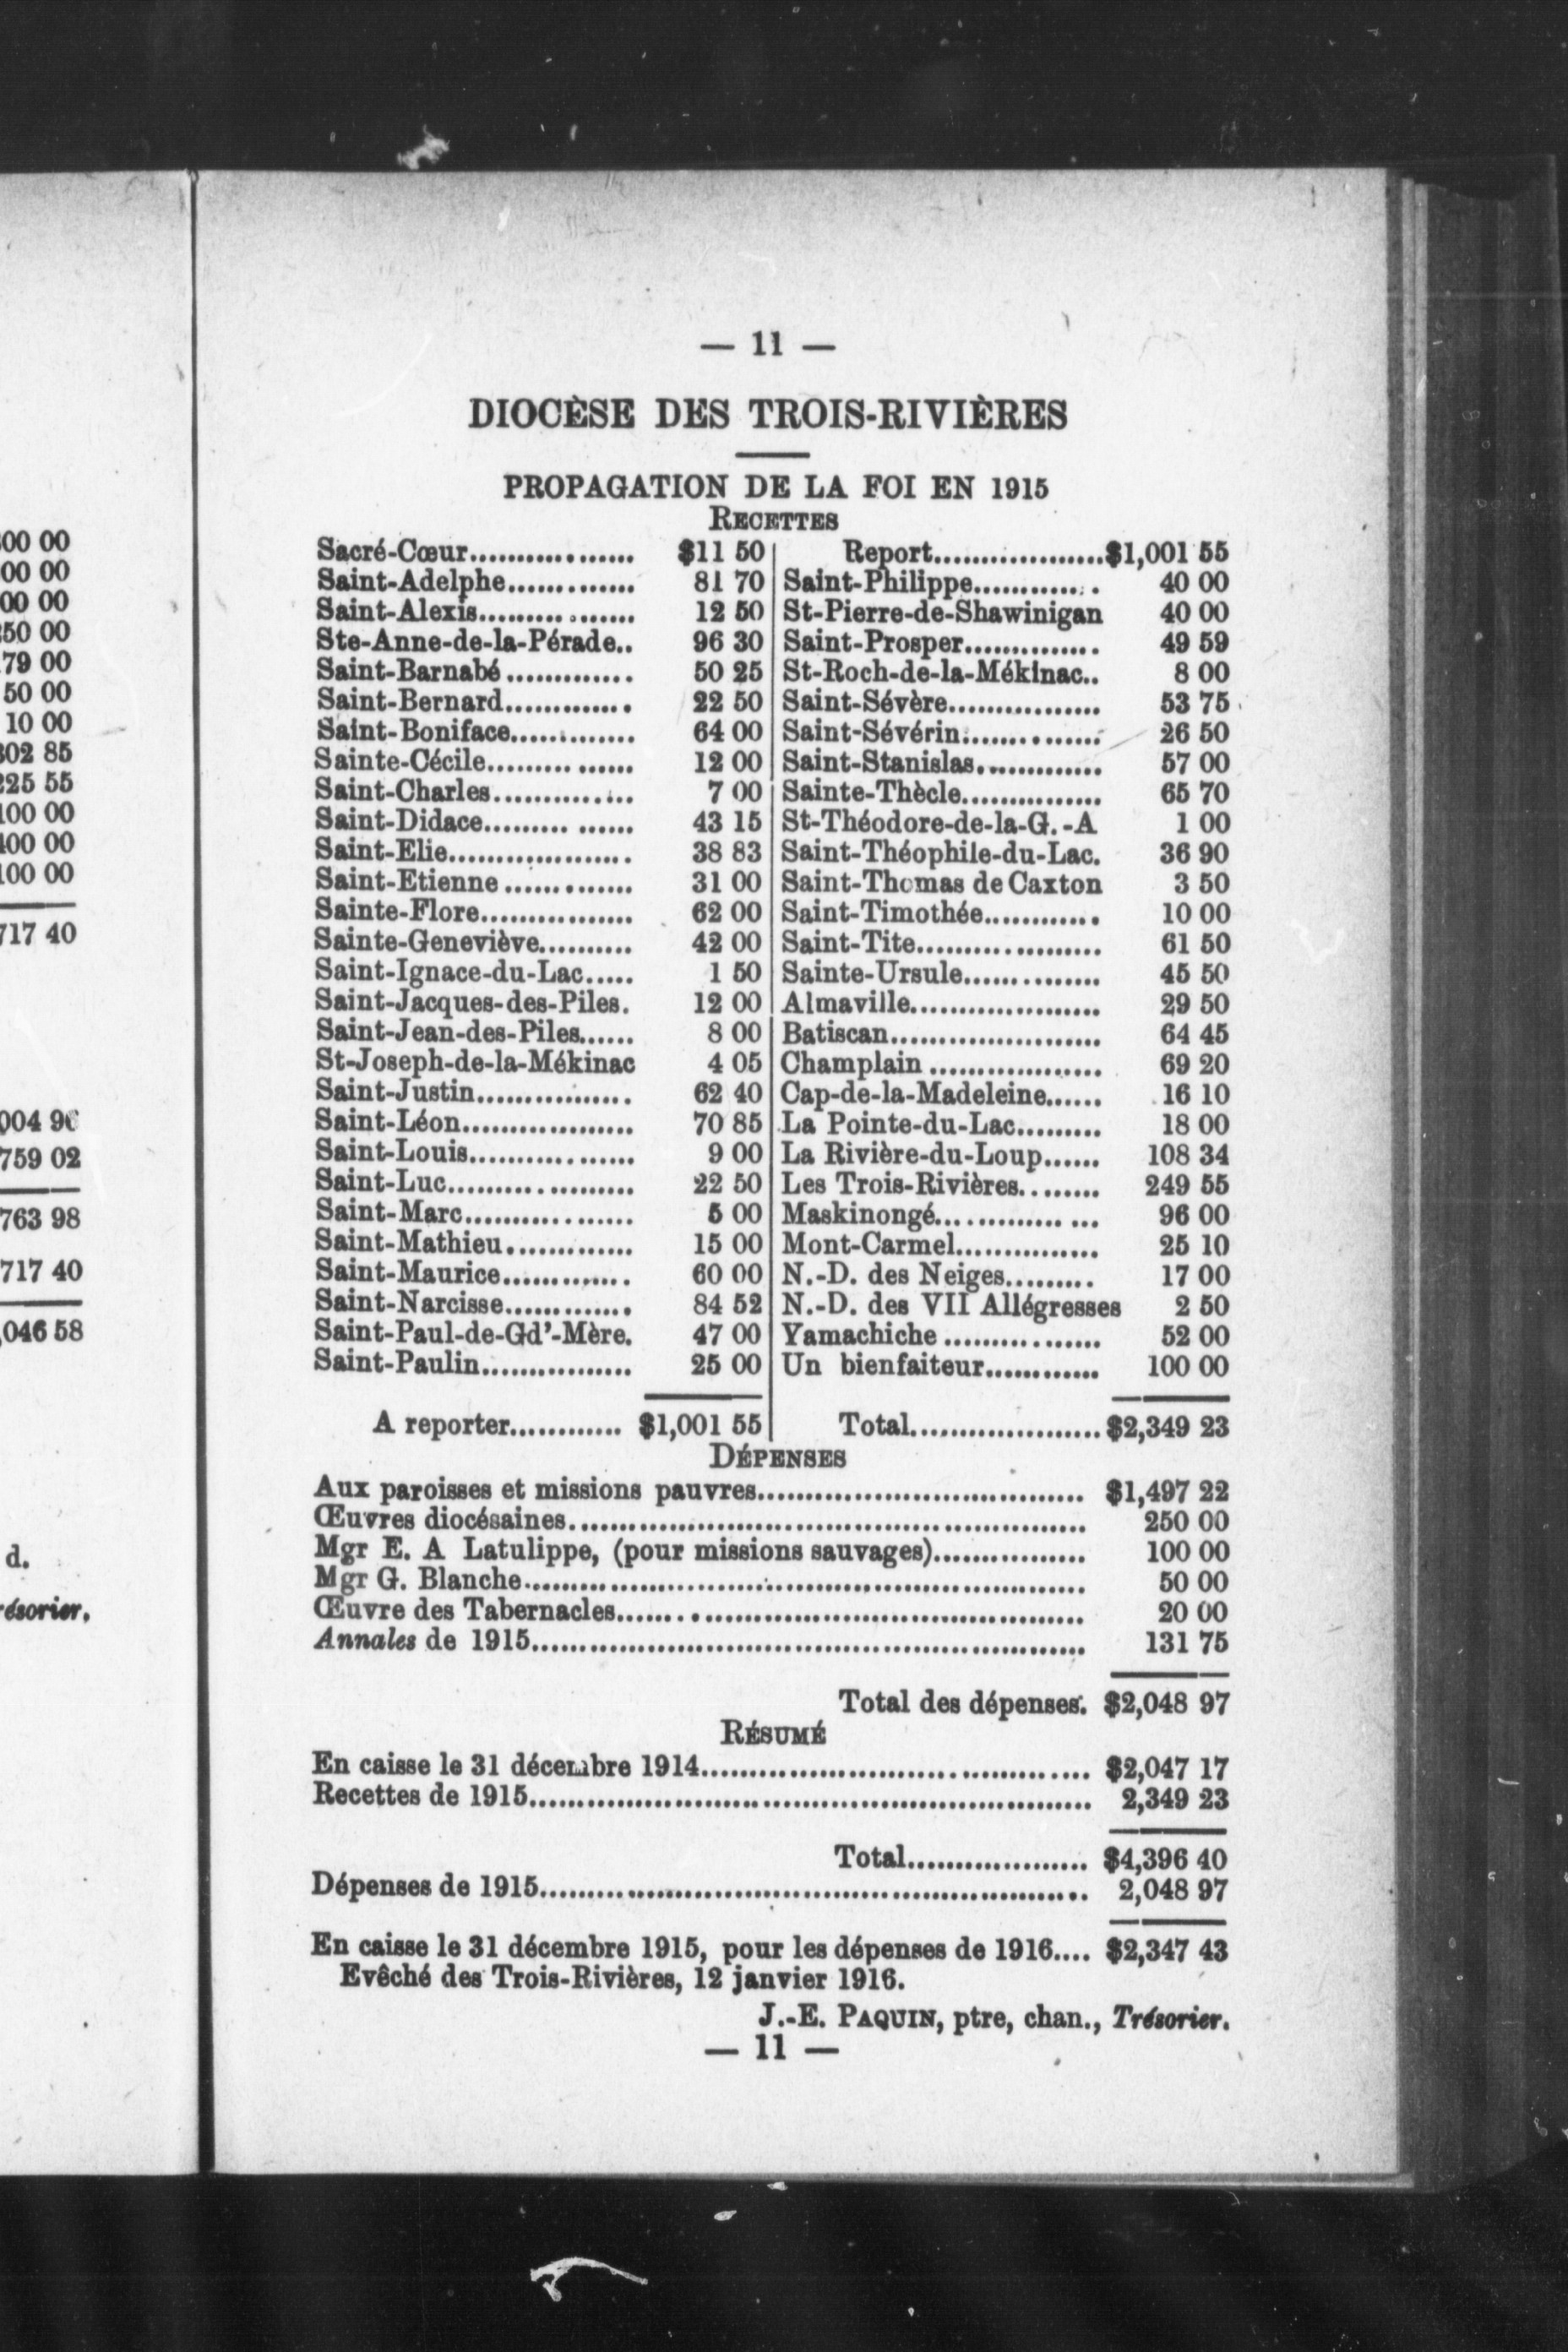 — 11 —
DIOCÈSE DES TROIS-RIVIÈRES
PROPAGATION DE LA FOI EN 1915
RECETTES
Sacré-Cœur................. $11 50
Saint-Adelphe............. 81 70
Saint-Alexis................ 12 50
Ste-Anne-de-la-Pérade.. 96 30
Saint-Barnabé............. 50 25
Saint-Bernard............. 22 50
Saint-Boniface............. 64 00
Sainte-Cécile............... 12 00
Saint-Charles.............. 7 00
Saint-Didace............... 43 15
Saint-Elie................... 38 83
Saint-Etienne............. 31 00
Sainte-Flore................ 62 00
Sainte-Geneviève.......... 42 00
Saint-Ignace-du-Lac..... 1 50
Saint-Jacques-des-Piles. 12 00
Saint-Jean-des-Piles...... 8 00
St-Joseph-de-la-Mékinac 4 05
Saint-Justin................ 62 40
Saint-Léon.................. 70 85
Saint-Louis................. 9 00
Saint-Luc................... 22 50
Saint-Marc................. 5 00
Saint-Mathieu............. 15 00
Saint-Maurice............. 60 00
Saint-Narcisse............. 84 52
Saint-Paul-de-Gd'-Mère. 47 00
Saint-Paulin................ 25 00
A reporter............ $1,001 55
Report..................$1,001 55
Saint-Philippe............. 40 00
St-Pierre-de-Shawinigan 40 00
Saint-Prosper.............. 49 59
St-Roch-de-la-Mékinac.. 8 00
Saint-Sévère................ 53 75
Saint-Sévérin............... 26 50
Saint-Stanislas............. 57 00
Sainte-Thècle............... 65 70
St-Théodore-de-la-G.-A 1 00
Saint-Théophile-du-Lac. 36 90
Saint-Thomas de Caxton 3 50
Saint-Timothée............ 10 00
Saint-Tite................... 61 50
Sainte-Ursule.............. 45 50
Almaville.................... 29 50
Batiscan...................... 64 45
Champlain.................. 69 20
Cap-de-la-Madeleine...... 16 10
La Pointe-du-Lac......... 18 00
La Rivière-du-Loup...... 108 34
Les Trois-Rivières........ 249 55
Maskinongé................. 96 00
Mont-Carmel............... 25 10
N.-D. des Neiges......... 17 00
N.-D. des VII Allégresses 2 50
Yamachiche................ 52 00
Un bienfaiteur............ 100 00
Total....................$2,349 23
DÉPENSES
Aux paroisses et missions pauvres.................................. $1,497 22
Œuvres diocésaines...................................................... 250 00
Mgr E. A Latulippe, (pour missions sauvages)................ 100 00
Mgr G. Blanche.......................................................... 50 00
Œuvre des Tabernacles................................................ 20 00
Annales de 1915......................................................... 131 75
Total des dépenses. $2,048 97
RÉSUMÉ
En caisse le 31 décembre 1914........................................ $2,047 17
Recettes de 1915......................................................... 2,349 23
Total................... $4,396 40
Dépenses de 1915......................................................... 2,048 97
En caisse le 31 décembre 1915, pour les dépenses de 1916.... $2,347 43
Evêché des Trois-Rivières, 12 janvier 1916.
J.-E. PAQUIN, ptre, chan., Trésorier.
— 11 —